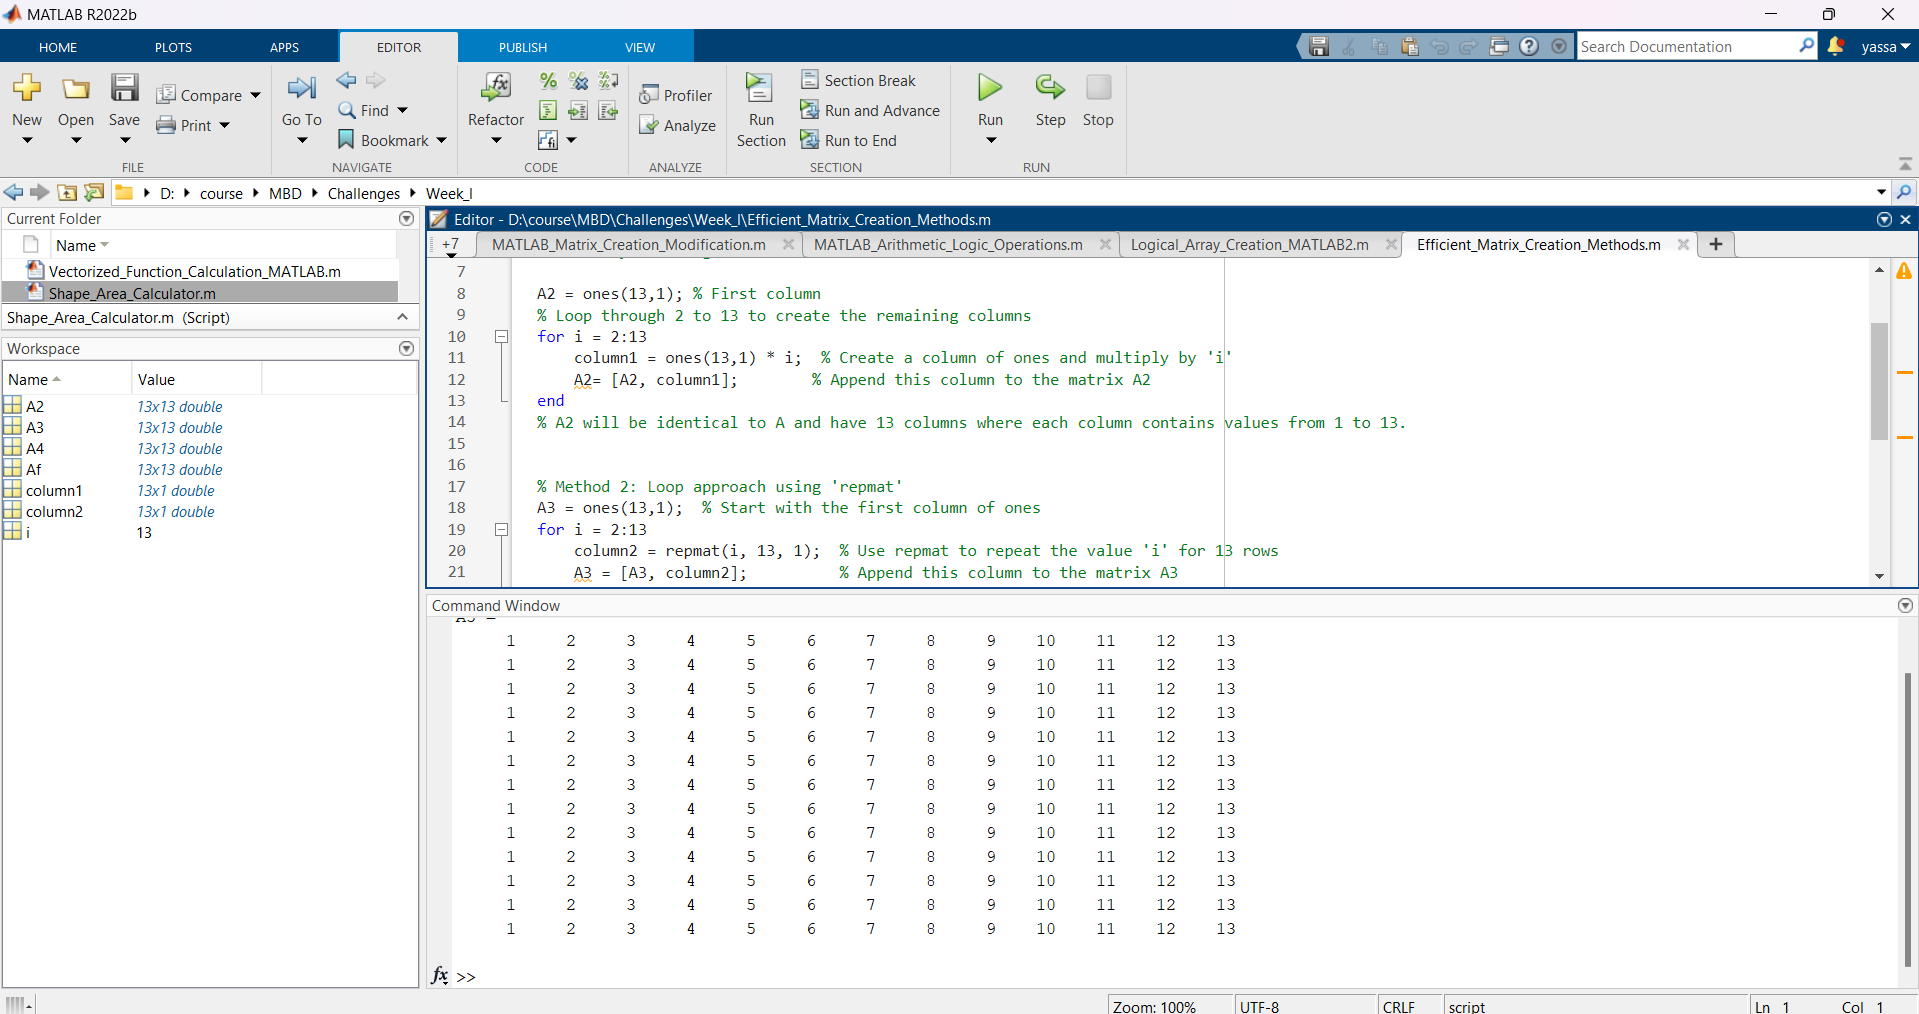 MATLAB R2022b
HOME PLOTS APPS EDITOR PUBLISH VIEW Search Documentation yassa
New Open Save Compare Print Go To Find Bookmark Refactor Profiler Analyze Run Section Section Break Run and Advance Run to End Run Step Stop
FILE NAVIGATE CODE ANALYZE SECTION RUN
D: course MBD Challenges Week_I
Current Folder
Name
Vectorized_Function_Calculation_MATLAB.m
Shape_Area_Calculator.m
Shape_Area_Calculator.m (Script)
Workspace
Name Value
A2 13x13 double
A3 13x13 double
A4 13x13 double
Af 13x13 double
column1 13x1 double
column2 13x1 double
i 13
Editor - D:\course\MBD\Challenges\Week_I\Efficient_Matrix_Creation_Methods.m
+7 MATLAB_Matrix_Creation_Modification.m MATLAB_Arithmetic_Logic_Operations.m Logical_Array_Creation_MATLAB2.m Efficient_Matrix_Creation_Methods.m
7
8 A2 = ones(13,1); % First column
9 % Loop through 2 to 13 to create the remaining columns
10 for i = 2:13
11 column1 = ones(13,1) * i; % Create a column of ones and multiply by 'i'
12 A2= [A2, column1]; % Append this column to the matrix A2
13 end
14 % A2 will be identical to A and have 13 columns where each column contains values from 1 to 13.
15
16
17 % Method 2: Loop approach using 'repmat'
18 A3 = ones(13,1); % Start with the first column of ones
19 for i = 2:13
20 column2 = repmat(i, 13, 1); % Use repmat to repeat the value 'i' for 13 rows
21 A3 = [A3, column2]; % Append this column to the matrix A3
Command Window
1 2 3 4 5 6 7 8 9 10 11 12 13
1 2 3 4 5 6 7 8 9 10 11 12 13
1 2 3 4 5 6 7 8 9 10 11 12 13
1 2 3 4 5 6 7 8 9 10 11 12 13
1 2 3 4 5 6 7 8 9 10 11 12 13
1 2 3 4 5 6 7 8 9 10 11 12 13
1 2 3 4 5 6 7 8 9 10 11 12 13
1 2 3 4 5 6 7 8 9 10 11 12 13
1 2 3 4 5 6 7 8 9 10 11 12 13
1 2 3 4 5 6 7 8 9 10 11 12 13
1 2 3 4 5 6 7 8 9 10 11 12 13
1 2 3 4 5 6 7 8 9 10 11 12 13
1 2 3 4 5 6 7 8 9 10 11 12 13
fx >>
Zoom: 100% UTF-8 CRLF script Ln 1 Col 1